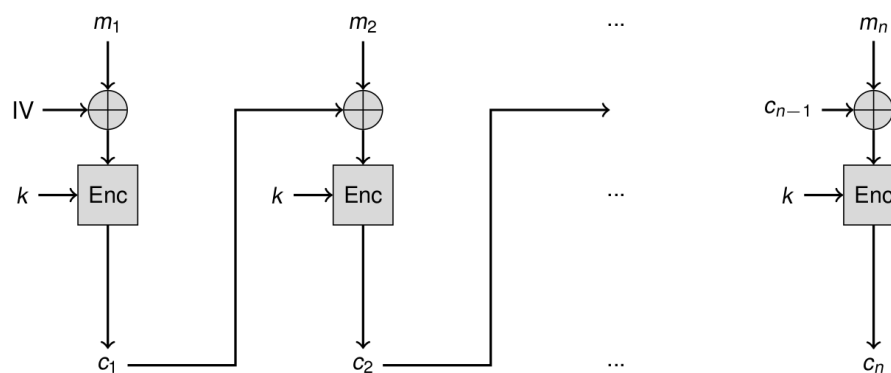 m₁ m₂ ... mₙ
IV cₙ₋₁
k Enc k Enc ... k Enc
c₁ c₂ ... cₙ